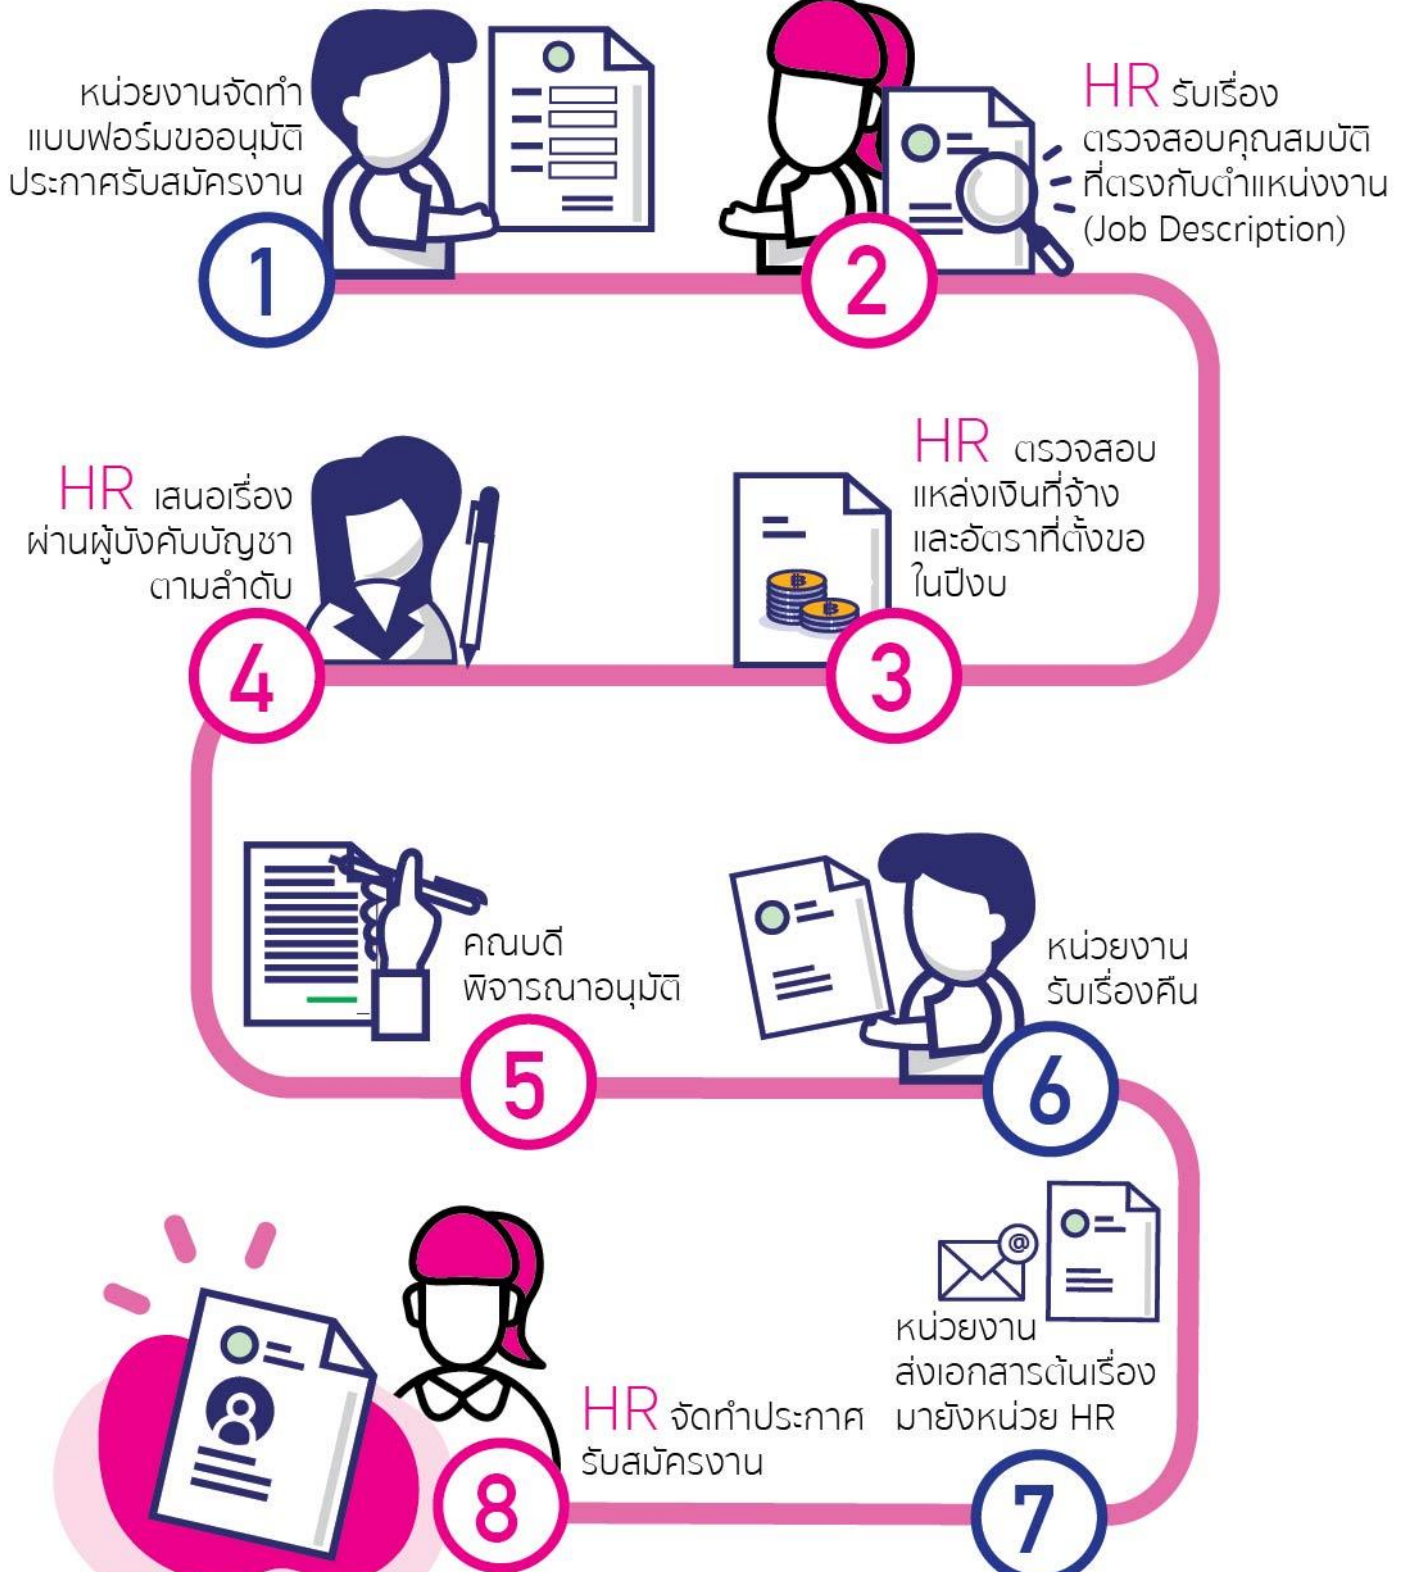 หน่วยงานจัดทำ
แบบฟอร์มขออนุมัติ
ประกาศรับสมัครงาน
1
HR รับเรื่อง
ตรวจสอบคุณสมบัติ
ที่ตรงกับตำแหน่งงาน
(Job Description)
2
HR ตรวจสอบ
แหล่งเงินที่จ้าง
และอัตราที่ตั้งขอ
ในปีงบ
3
HR เสนอเรื่อง
ผ่านผู้บังคับบัญชา
ตามลำดับ
4
คณบดี
พิจารณาอนุมัติ
5
หน่วยงาน
รับเรื่องคืน
6
@
หน่วยงาน
ส่งเอกสารต้นเรื่อง
มายังหน่วย HR
7
HR จัดทำประกาศ
รับสมัครงาน
8